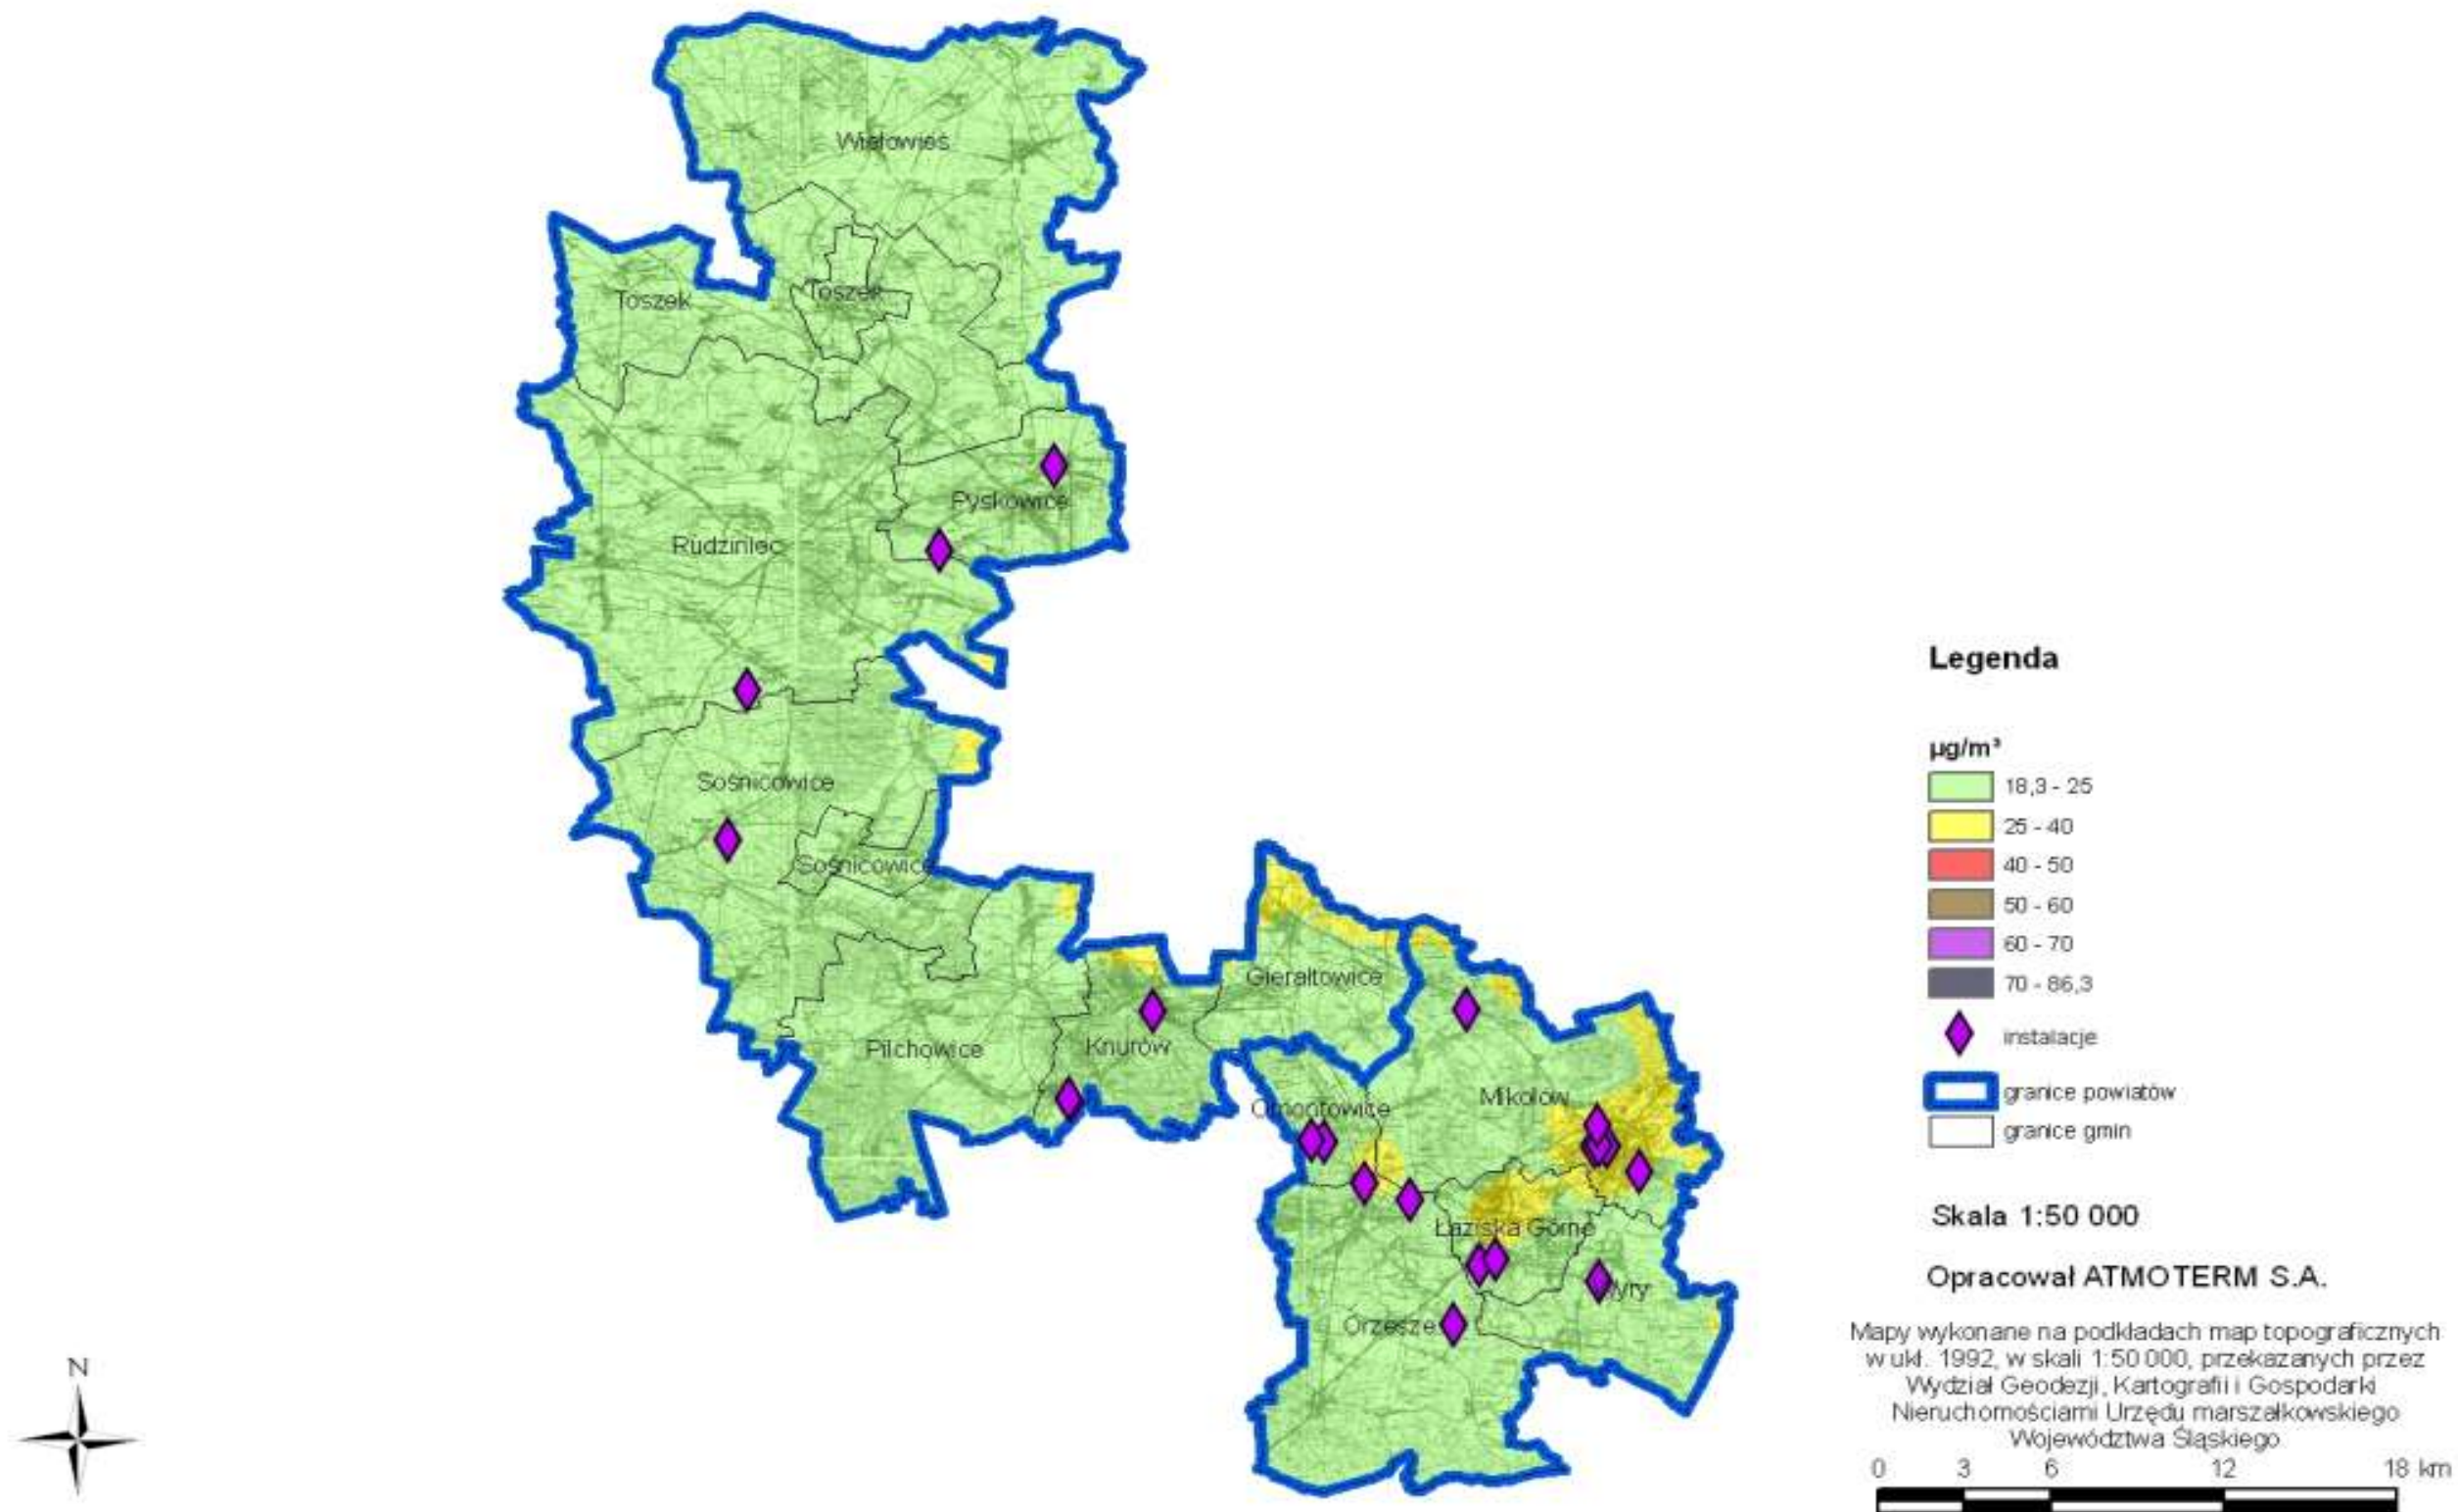 Wielowieś
Toszek
Toszek
Pyskowice
Rudziniec
Sośnicowice
Sośnicowice
Gierałtowice
Pilchowice
Knurów
Mikołów
Ornontowice
Łaziska Górne
Orzesze
N
Legenda
µg/m³
18,3 - 25
25 - 40
40 - 50
50 - 60
60 - 70
70 - 86,3
instalacje
granice powiatów
granice gmin
Skala 1:50 000
Opracował ATMOTERM S.A.
Mapy wykonane na podkładach map topograficznych
w ukł. 1992, w skali 1:50 000, przekazanych przez
Wydział Geodezji, Kartografii i Gospodarki
Nieruchomościami Urzędu marszałkowskiego
Województwa Śląskiego
0 3 6 12 18 km